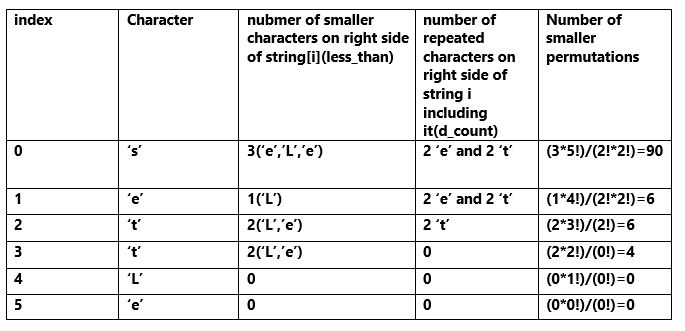 index
Character
nubmer of smaller
characters on right side
of string[i](less_than)
number of
repeated
characters on
right side of
string i
including
it(d_count)
Number of
smaller
permutations
0
‘s’
3(‘e’,’L’,’e’)
2 ‘e’ and 2 ‘t’
(3*5!)/(2!*2!)=90
1
‘e’
1(‘L’)
2 ‘e’ and 2 ‘t’
(1*4!)/(2!*2!)=6
2
‘t’
2(‘L’,’e’)
2 ‘t’
(2*3!)/(2!)=6
3
‘t’
2(‘L’,’e’)
0
(2*2!)/(0!)=4
4
‘L’
0
0
(0*1!)/(0!)=0
5
‘e’
0
0
(0*0!)/(0!)=0